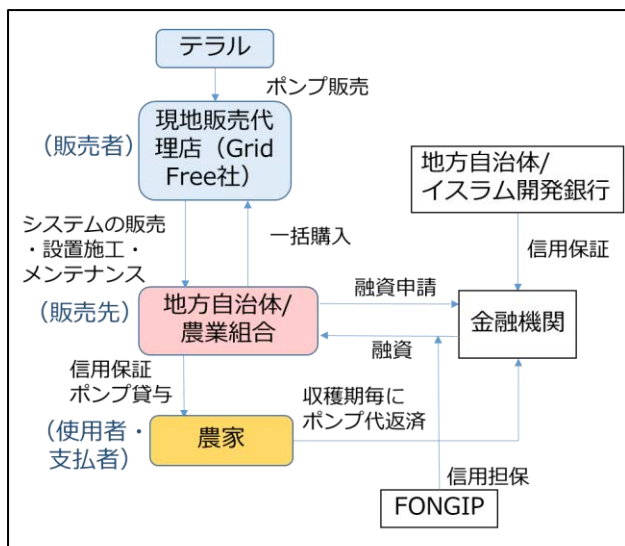 テラル
ポンプ販売
（販売者）
現地販売代
理店（Grid
Free社）
地方自治体/
イスラム開発銀行
システムの販売
・設置施工・
メンテナンス
一括購入
信用保証
（販売先）
地方自治体/
農業組合
融資申請
融資
金融機関
信用保証
ポンプ貸与
収穫期毎に
ポンプ代返済
（使用者・
支払者）
農家
信用担保
FONGIP